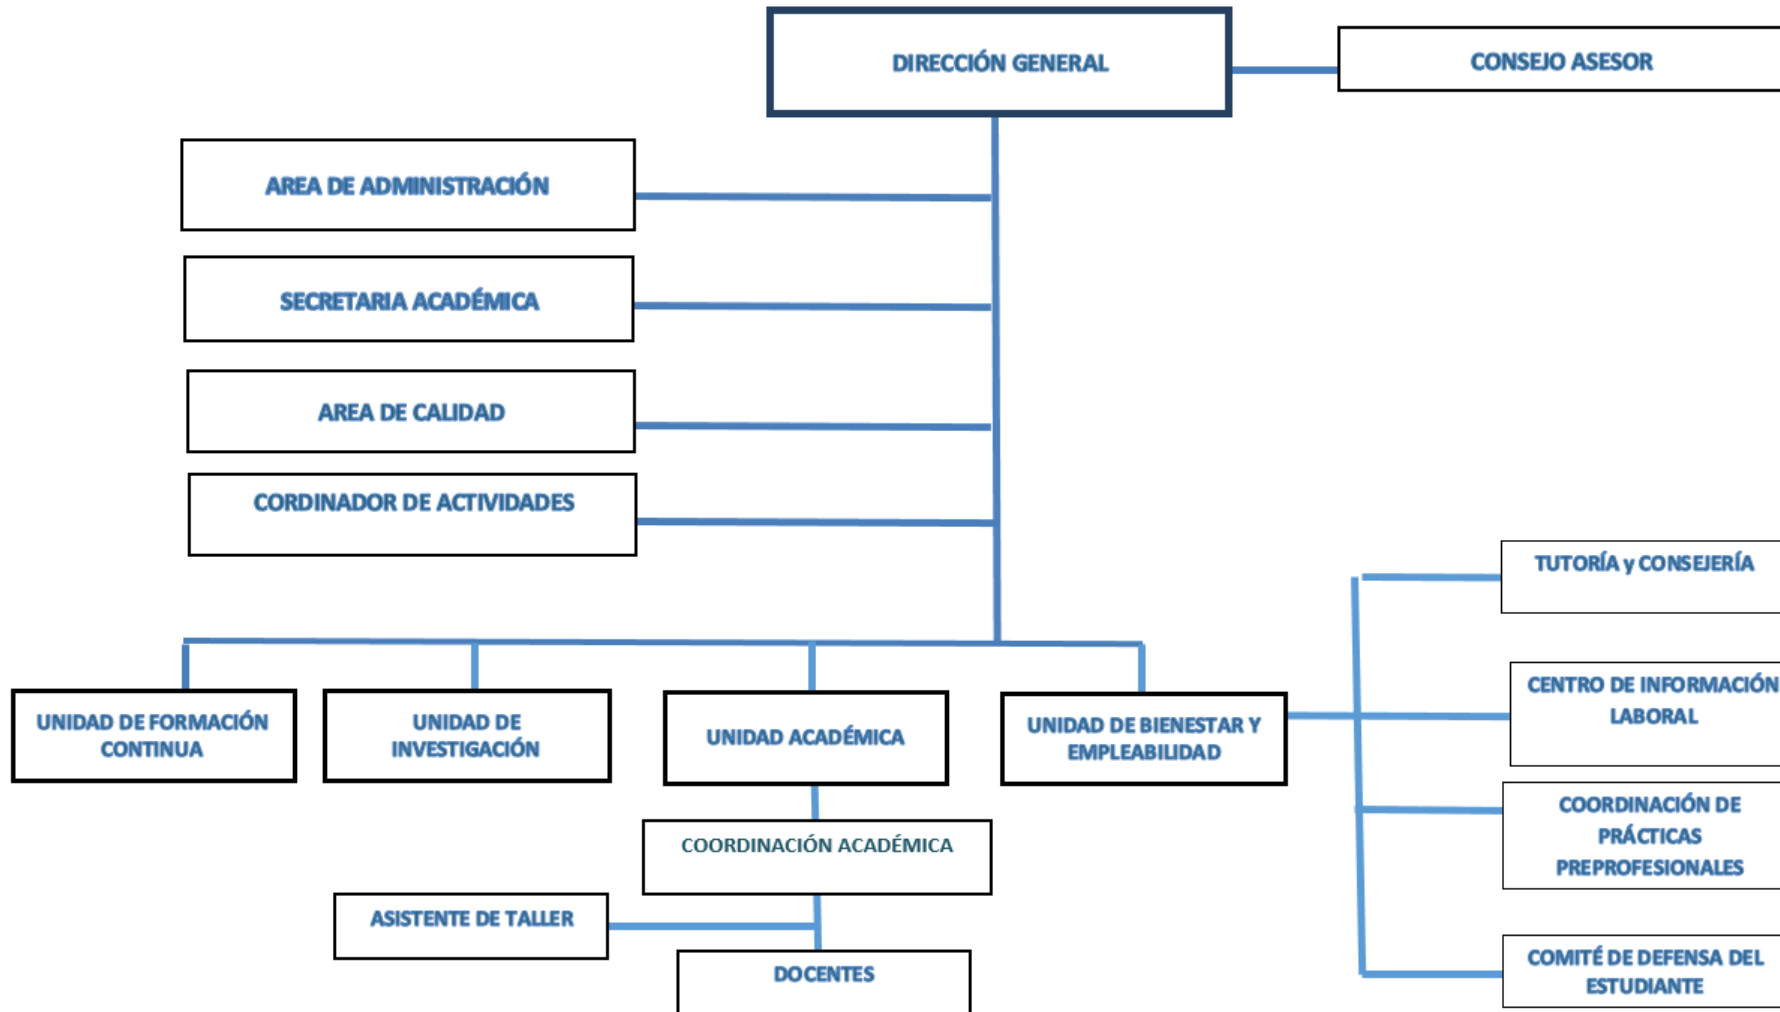 DIRECCIÓN GENERAL
CONSEJO ASESOR
AREA DE ADMINISTRACIÓN
SECRETARIA ACADÉMICA
AREA DE CALIDAD
CORDINADOR DE ACTIVIDADES
TUTORÍA y CONSEJERÍA
CENTRO DE INFORMACIÓN
LABORAL
UNIDAD DE FORMACIÓN
CONTINUA
UNIDAD DE
INVESTIGACIÓN
UNIDAD ACADÉMICA
UNIDAD DE BIENESTAR Y
EMPLEABILIDAD
COORDINACIÓN DE
PRÁCTICAS
PREPROFESIONALES
COORDINACIÓN ACADÉMICA
ASISTENTE DE TALLER
DOCENTES
COMITÉ DE DEFENSA DEL
ESTUDIANTE